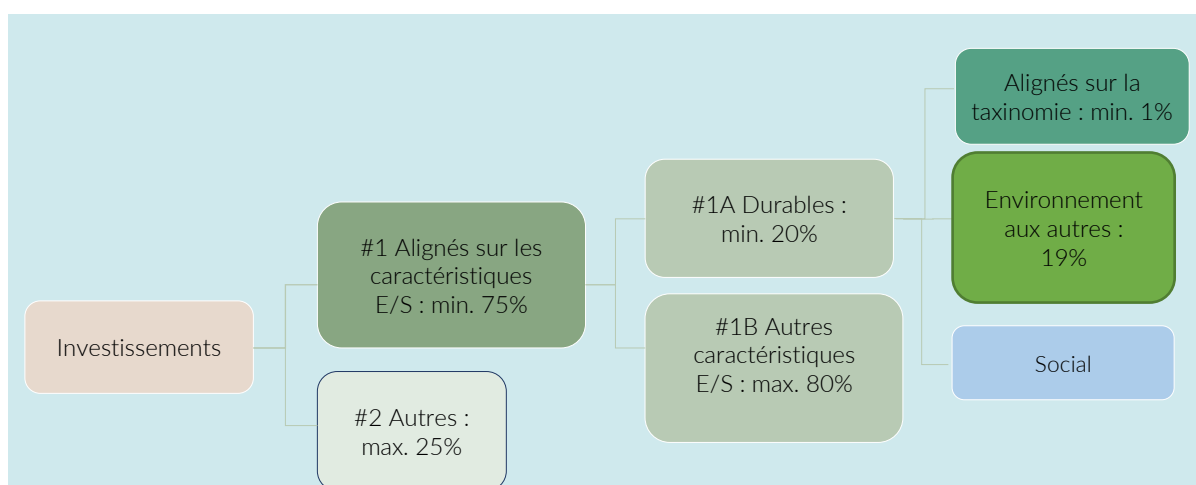 Investissements
#1 Alignés sur les
caractéristiques
E/S : min. 75%
#2 Autres :
max. 25%
#1A Durables :
min. 20%
#1B Autres
caractéristiques
E/S : max. 80%
Alignés sur la
taxinomie : min. 1%
Environnement
aux autres :
19%
Social